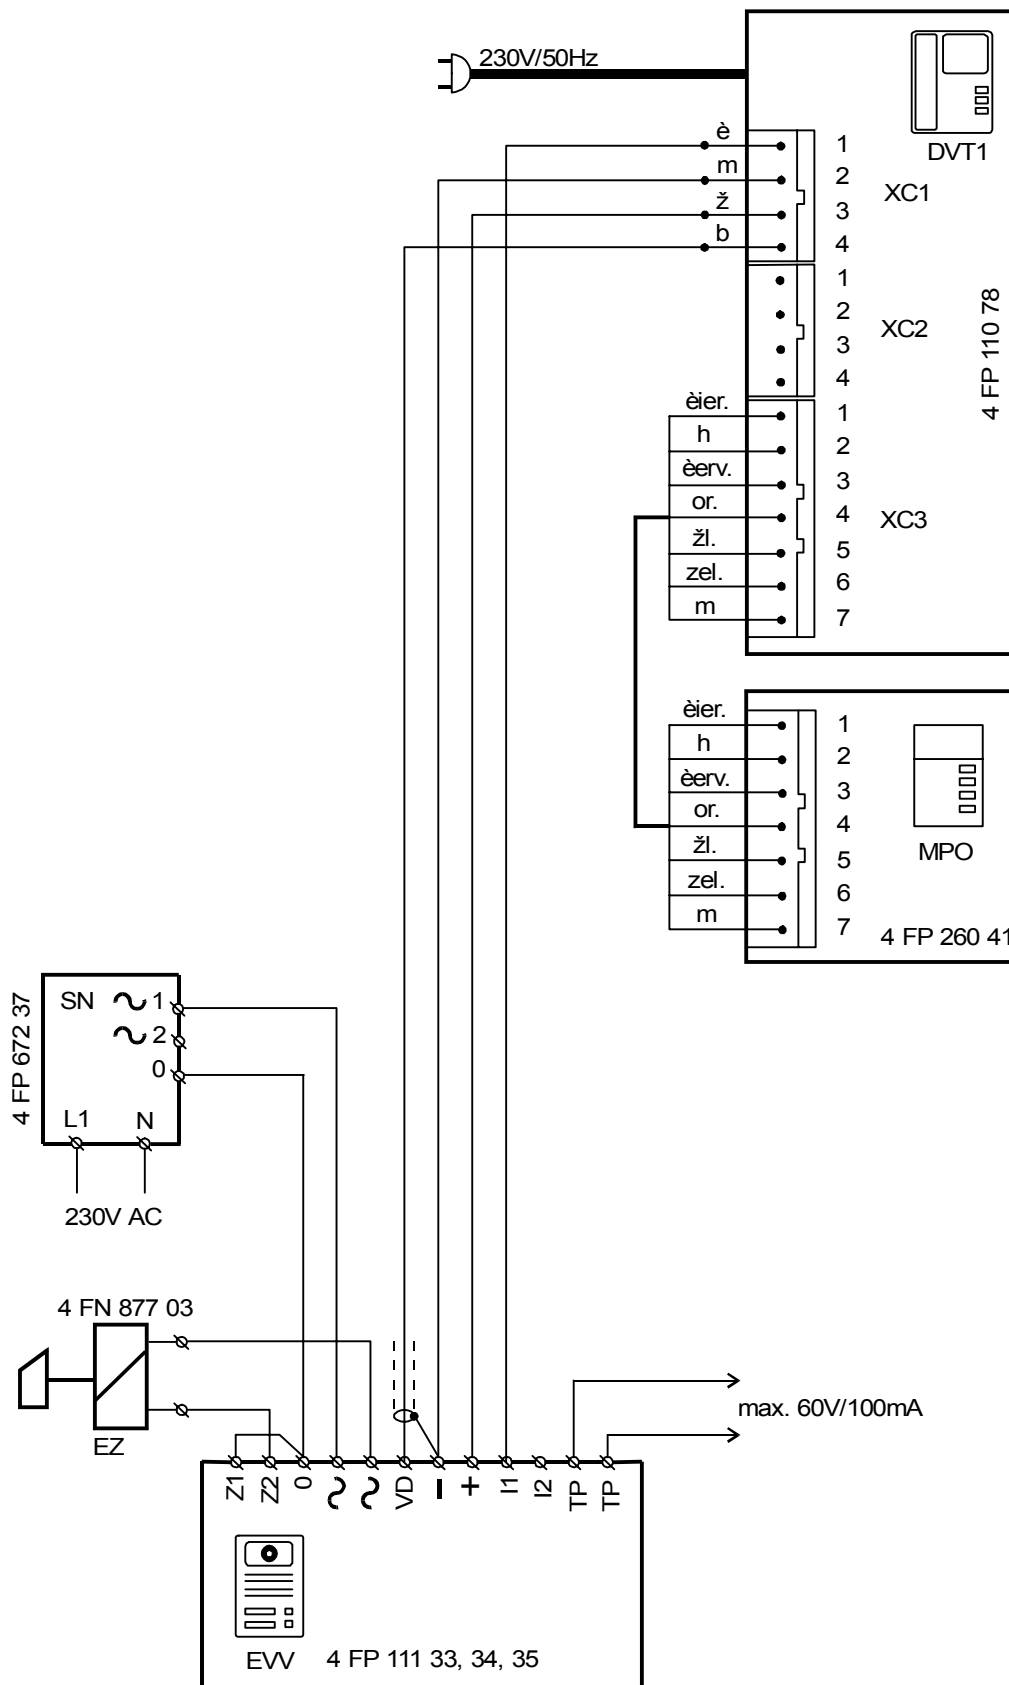 230V/50Hz
DVT1
è 1
m 2
XC1
ž 3
b 4
1
2
XC2
3
4
4 FP 110 78
èier. 1
h 2
èerv. 3
or. 4
XC3
žl. 5
zel. 6
m 7
èier. 1
h 2
èerv. 3
or. 4
MPO
žl. 5
zel. 6
m 7
4 FP 260 41
4 FP 672 37
SN 1
2
0
L1 N
230V AC
4 FN 877 03
EZ
max. 60V/100mA
Z1 Z2 0 VD – + I1 I2 TP TP
EVV 4 FP 111 33, 34, 35